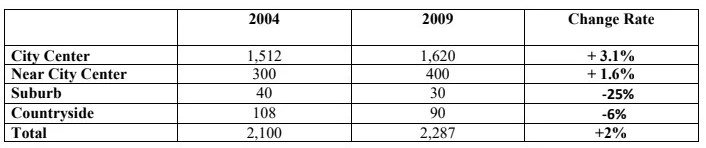 2004 2009 Change Rate
City Center 1,512 1,620 + 3.1%
Near City Center 300 400 + 1.6%
Suburb 40 30 -25%
Countryside 108 90 -6%
Total 2,100 2,287 +2%